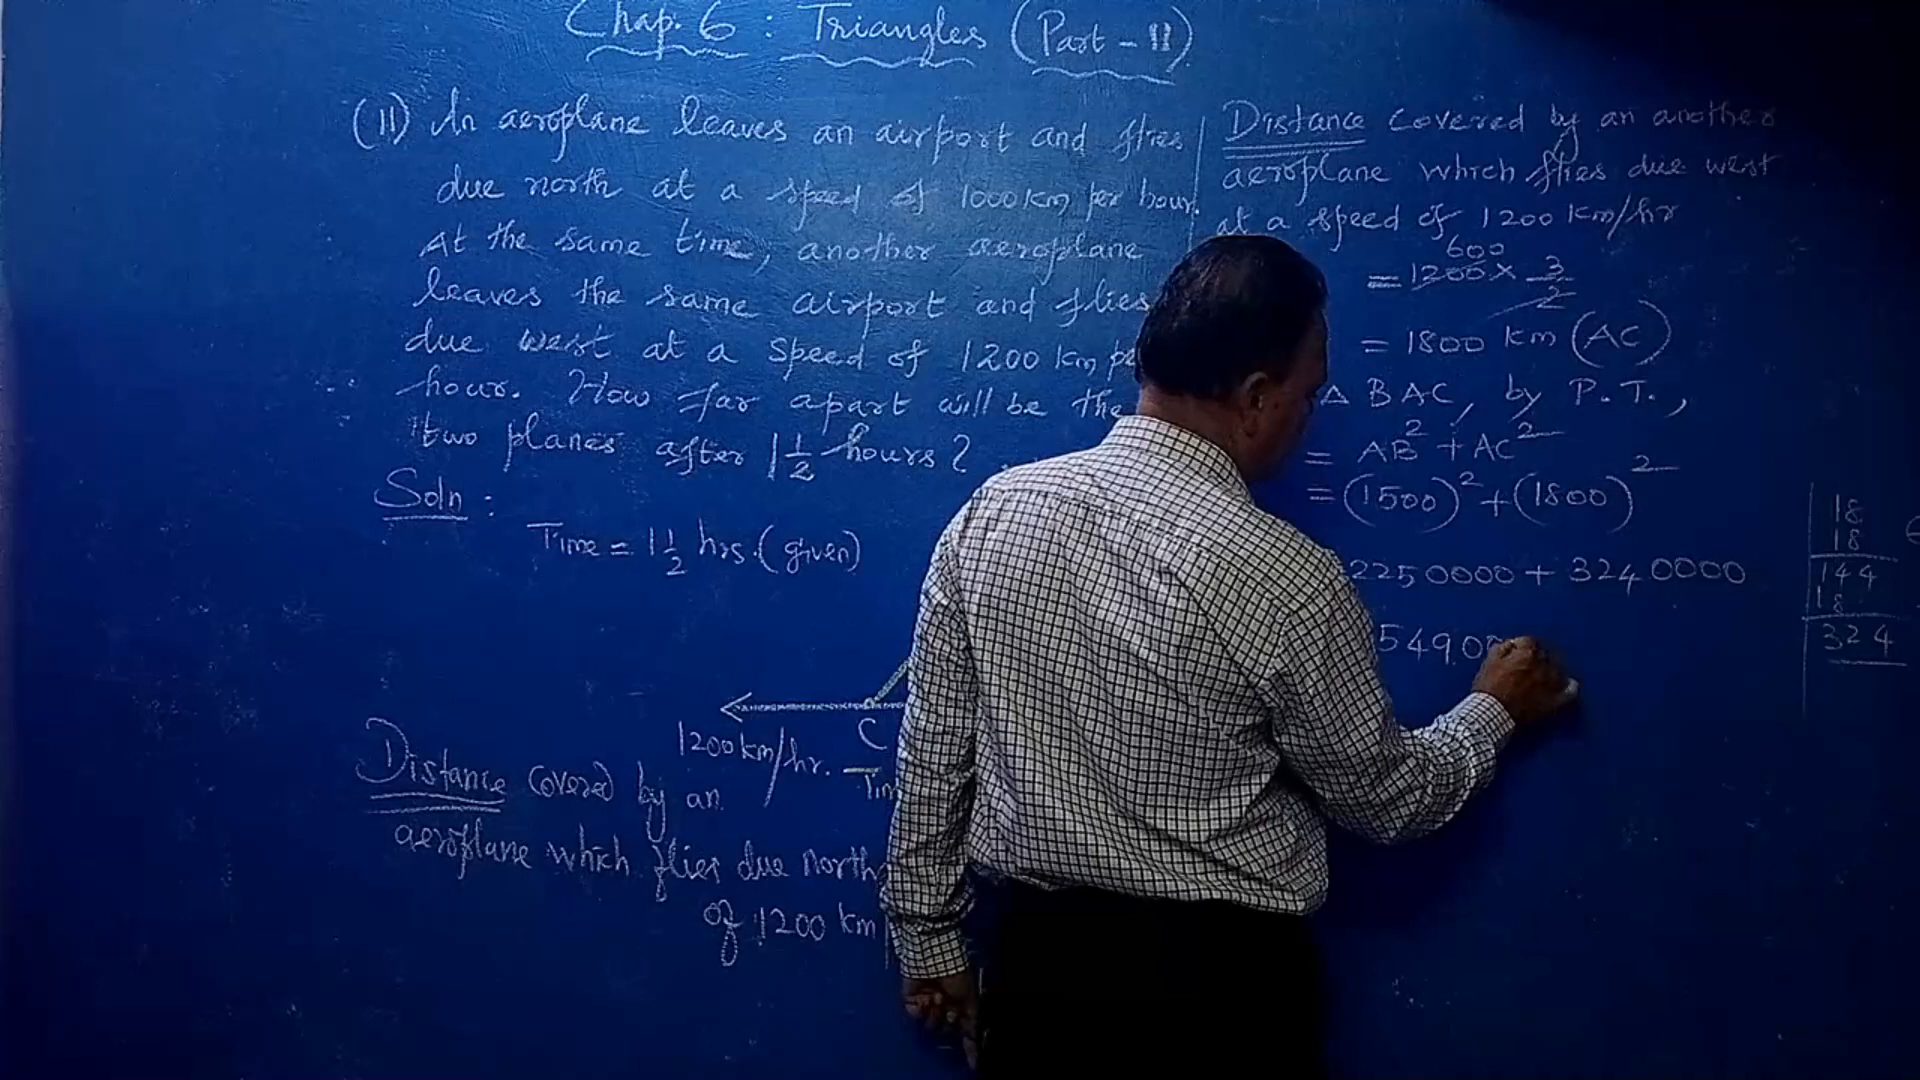 Chap. 6 : Triangles (Part - II)
(11) An aeroplane leaves an airport and flies
due north at a speed of 1000 km per hour.
At the same time, another aeroplane
leaves the same airport and flies
due west at a speed of 1200 km
hour. How far apart will be the
two planes after 1 1/2 hours?
Soln :
Time = 1 1/2 hrs. (given)
C
1200 km/hr.
Distance covered by an
aeroplane which flies due north
of 1200 km
Distance covered by an another
aeroplane which flies due west
at a speed of 1200 km/hr
600
= 1200 × 3/2
= 1800 km (AC)
△ BAC, by P.T.,
= AB² + AC²
= (1500)² + (1800)²
2250000 + 3240000
5490
18
18
144
18
324